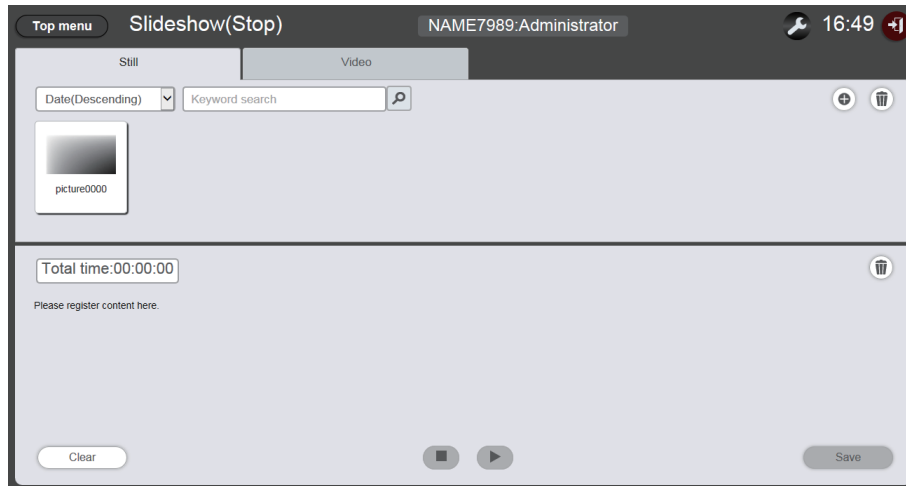 Top menu Slideshow(Stop) NAME7989:Administrator 16:49
Still Video
Date(Descending) Keyword search
picture0000
Total time:00:00:00
Please register content here.
Clear Save